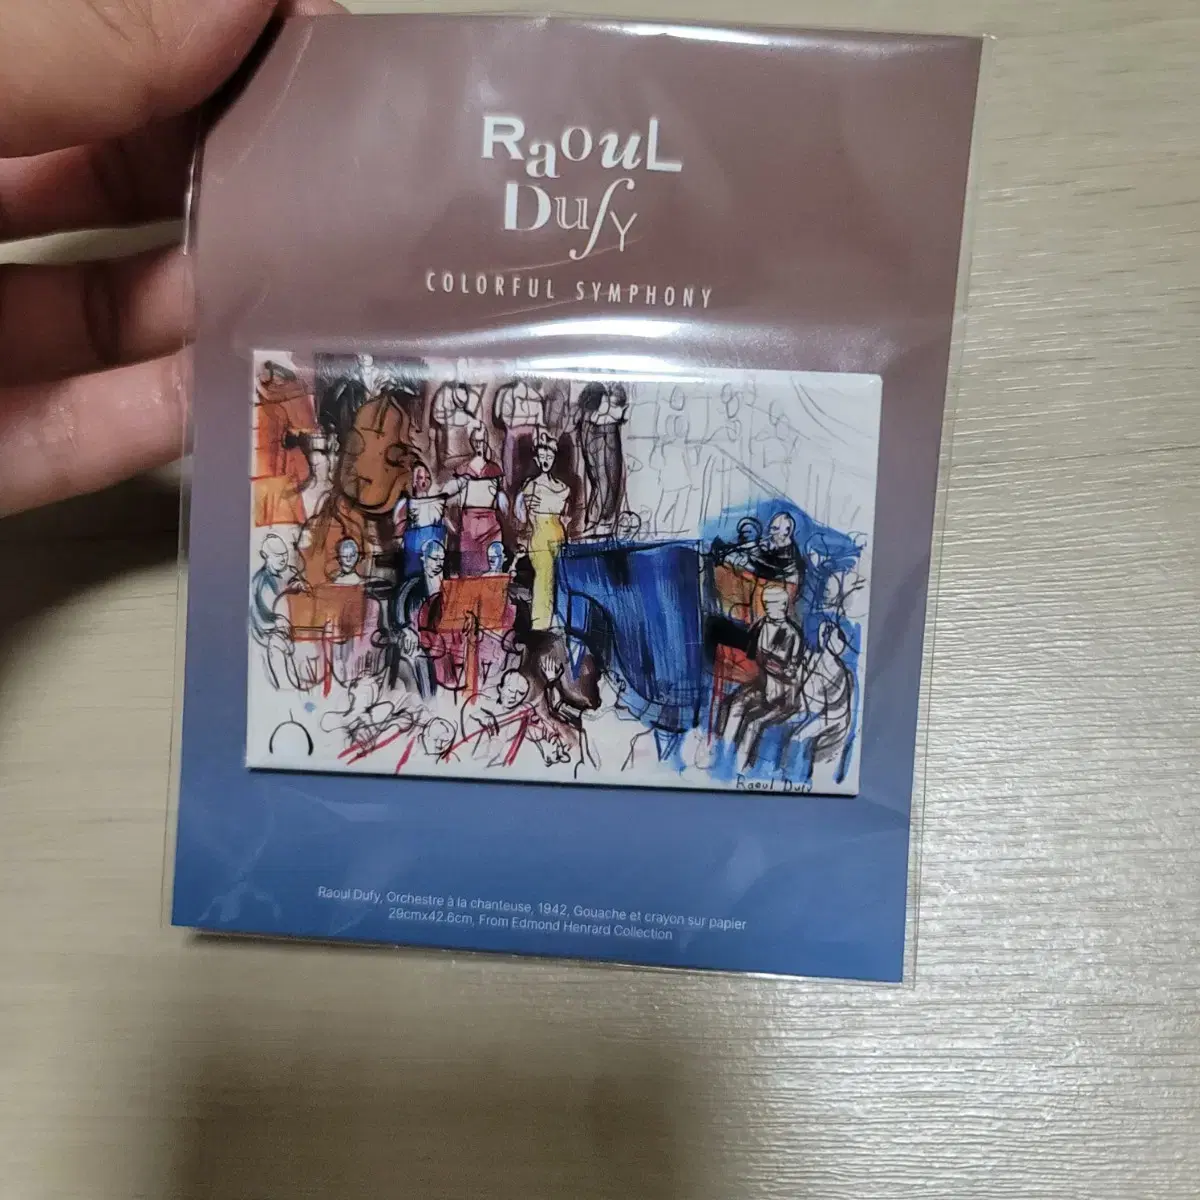 RaouL
Dufy
COLORFUL SYMPHONY
Raoul Dufy
Raoul Dufy, Orchestre à la chanteuse, 1942, Gouache et crayon sur papier
29cmx42.6cm, From Edmond Henrard Collection